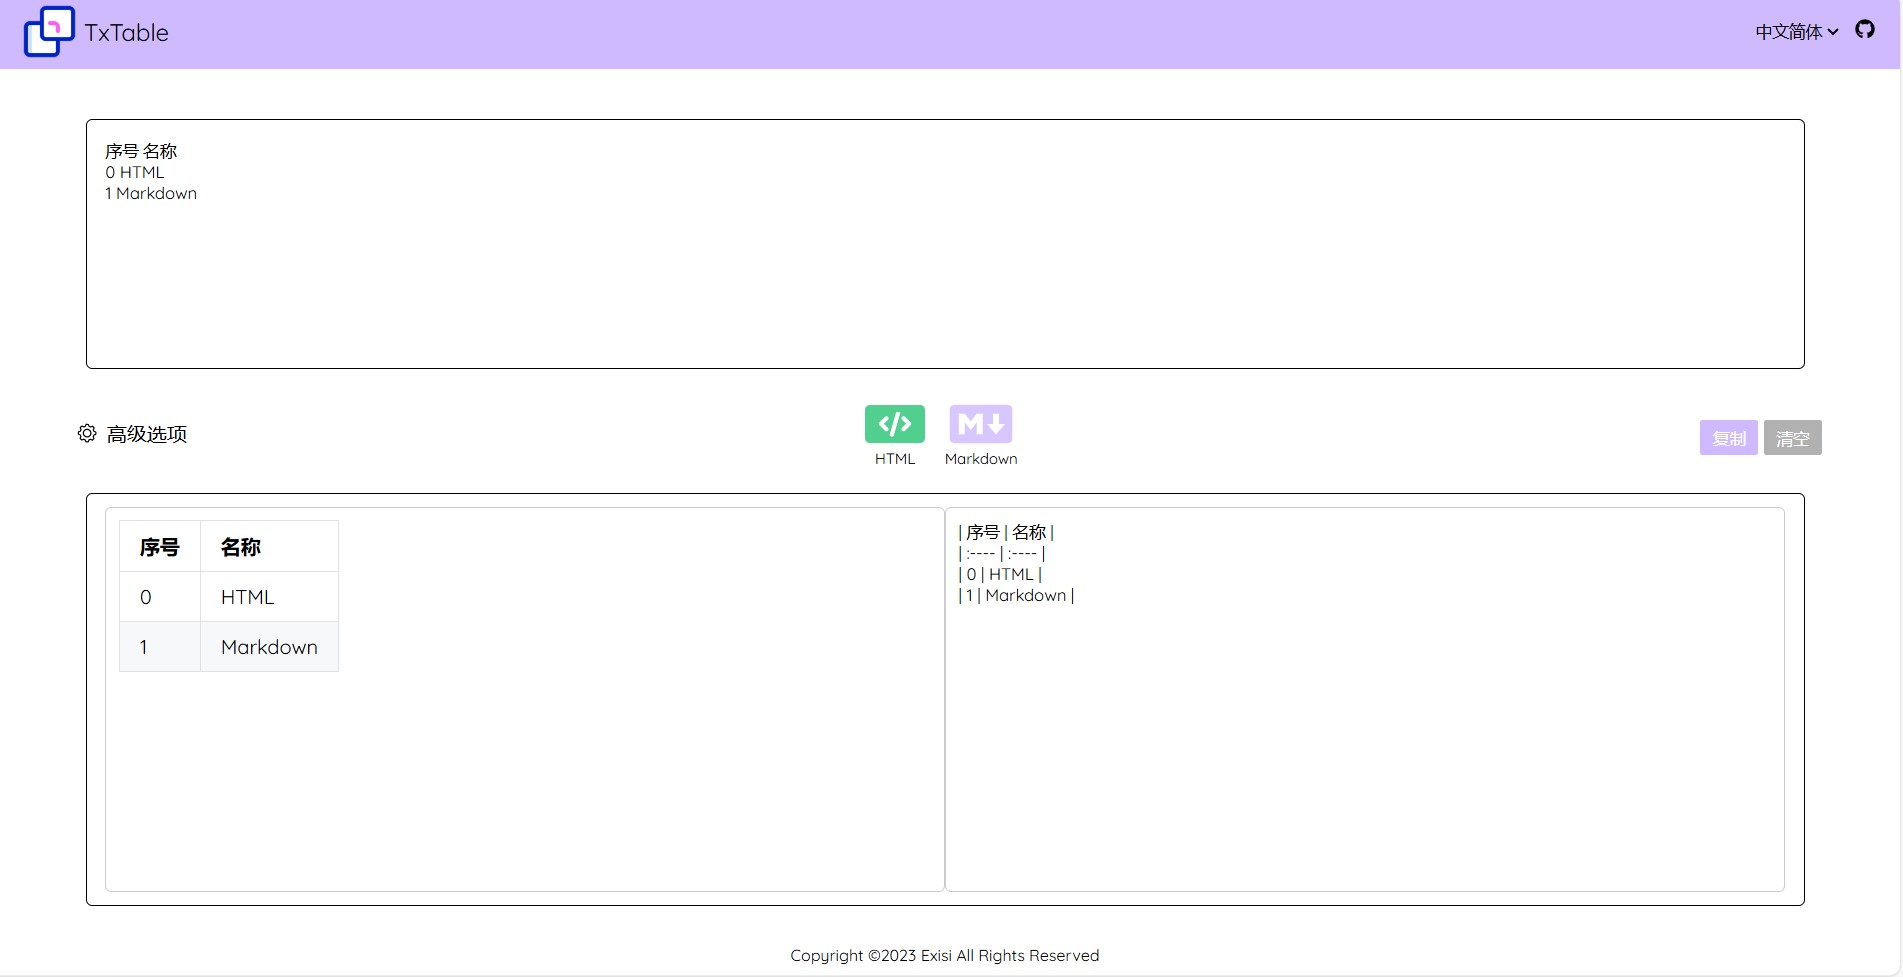 TxTable
中文简体
序号 名称
0 HTML
1 Markdown
高级选项
HTML
Markdown
复制
清空
序号 名称
0 HTML
1 Markdown
| 序号 | 名称 |
| :---- | :---- |
| 0 | HTML |
| 1 | Markdown |
Copyright ©2023 Exisi All Rights Reserved